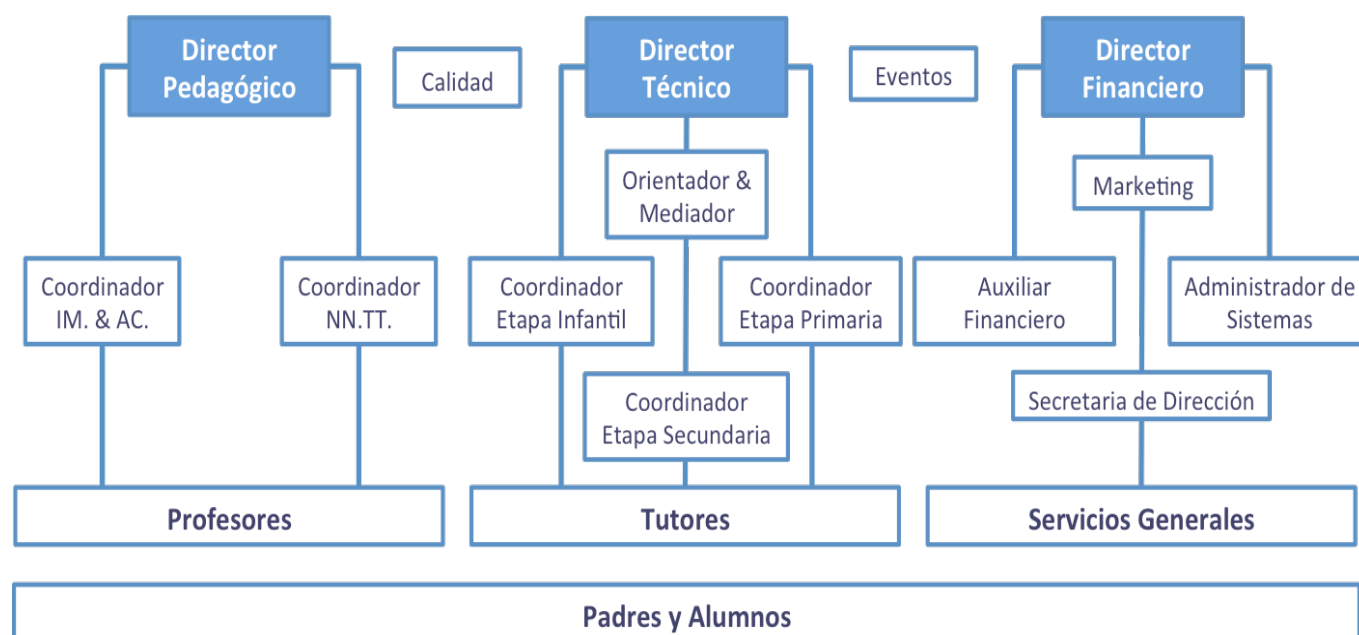 Director
Pedagógico
Calidad
Director
Técnico
Eventos
Director
Financiero
Orientador &
Mediador
Marketing
Coordinador
IM. & AC.
Coordinador
NN.TT.
Coordinador
Etapa Infantil
Coordinador
Etapa Primaria
Auxiliar
Financiero
Administrador de
Sistemas
Coordinador
Etapa Secundaria
Secretaria de Dirección
Profesores
Tutores
Servicios Generales
Padres y Alumnos